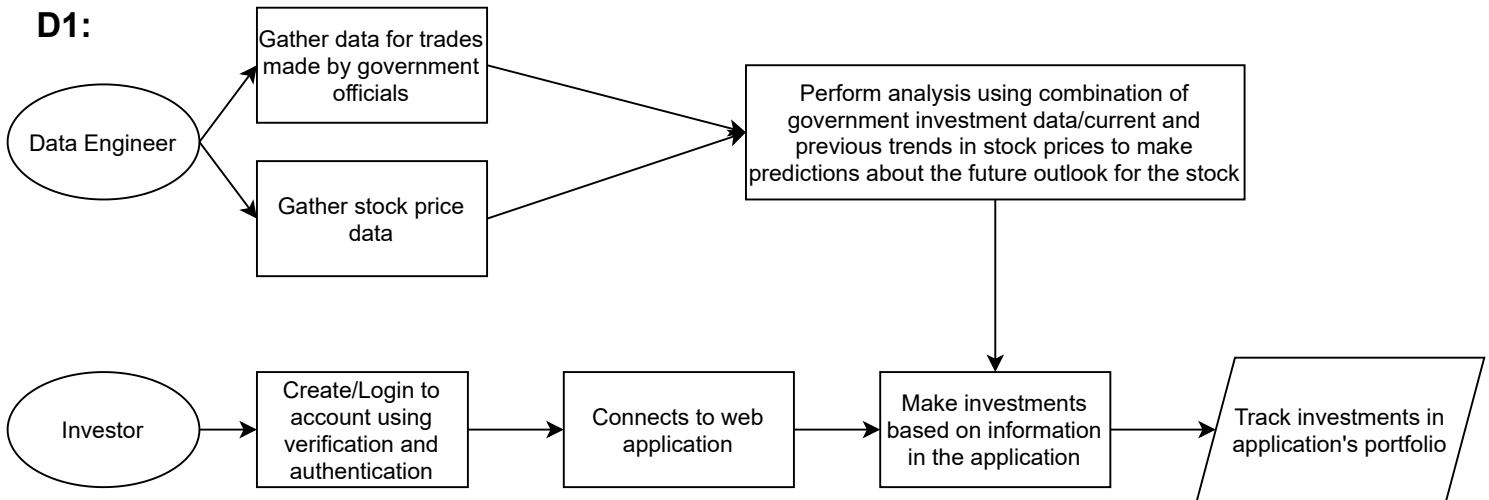 D1:
Gather data for trades
made by government
officials
Data Engineer
Gather stock price
data
Perform analysis using combination of
government investment data/current and
previous trends in stock prices to make
predictions about the future outlook for the stock
Investor
Create/Login to
account using
verification and
authentication
Connects to web
application
Make investments
based on information
in the application
Track investments in
application's portfolio